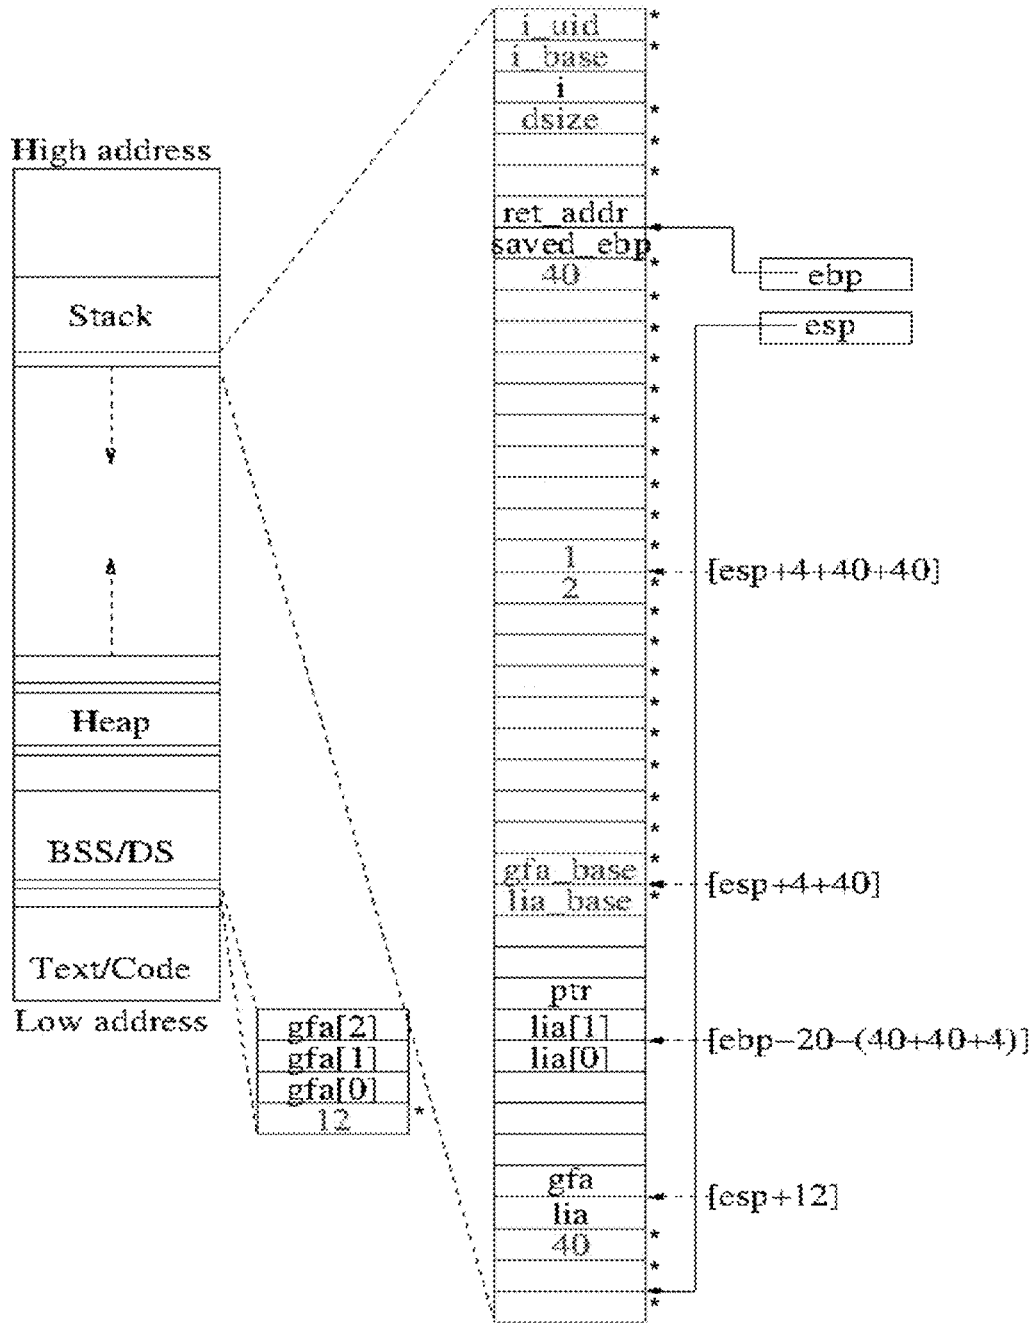 High address
Stack
Heap
BSS/DS
Text/Code
Low address
gfa[2]
gfa[1]
gfa[0]
12 *
i_uid *
i_base *
i
dsize *
*
*
ret_addr
saved_ebp
40 *
*
*
*
*
*
*
*
*
1 *
2 *
*
*
*
*
*
*
*
gfa_base *
lia_base *
ptr
lia[1]
lia[0]
gfa
lia
40 *
*
*
ebp
esp
[esp+4+40+40]
[esp+4+40]
[ebp−20−(40+40+4)]
[esp+12]